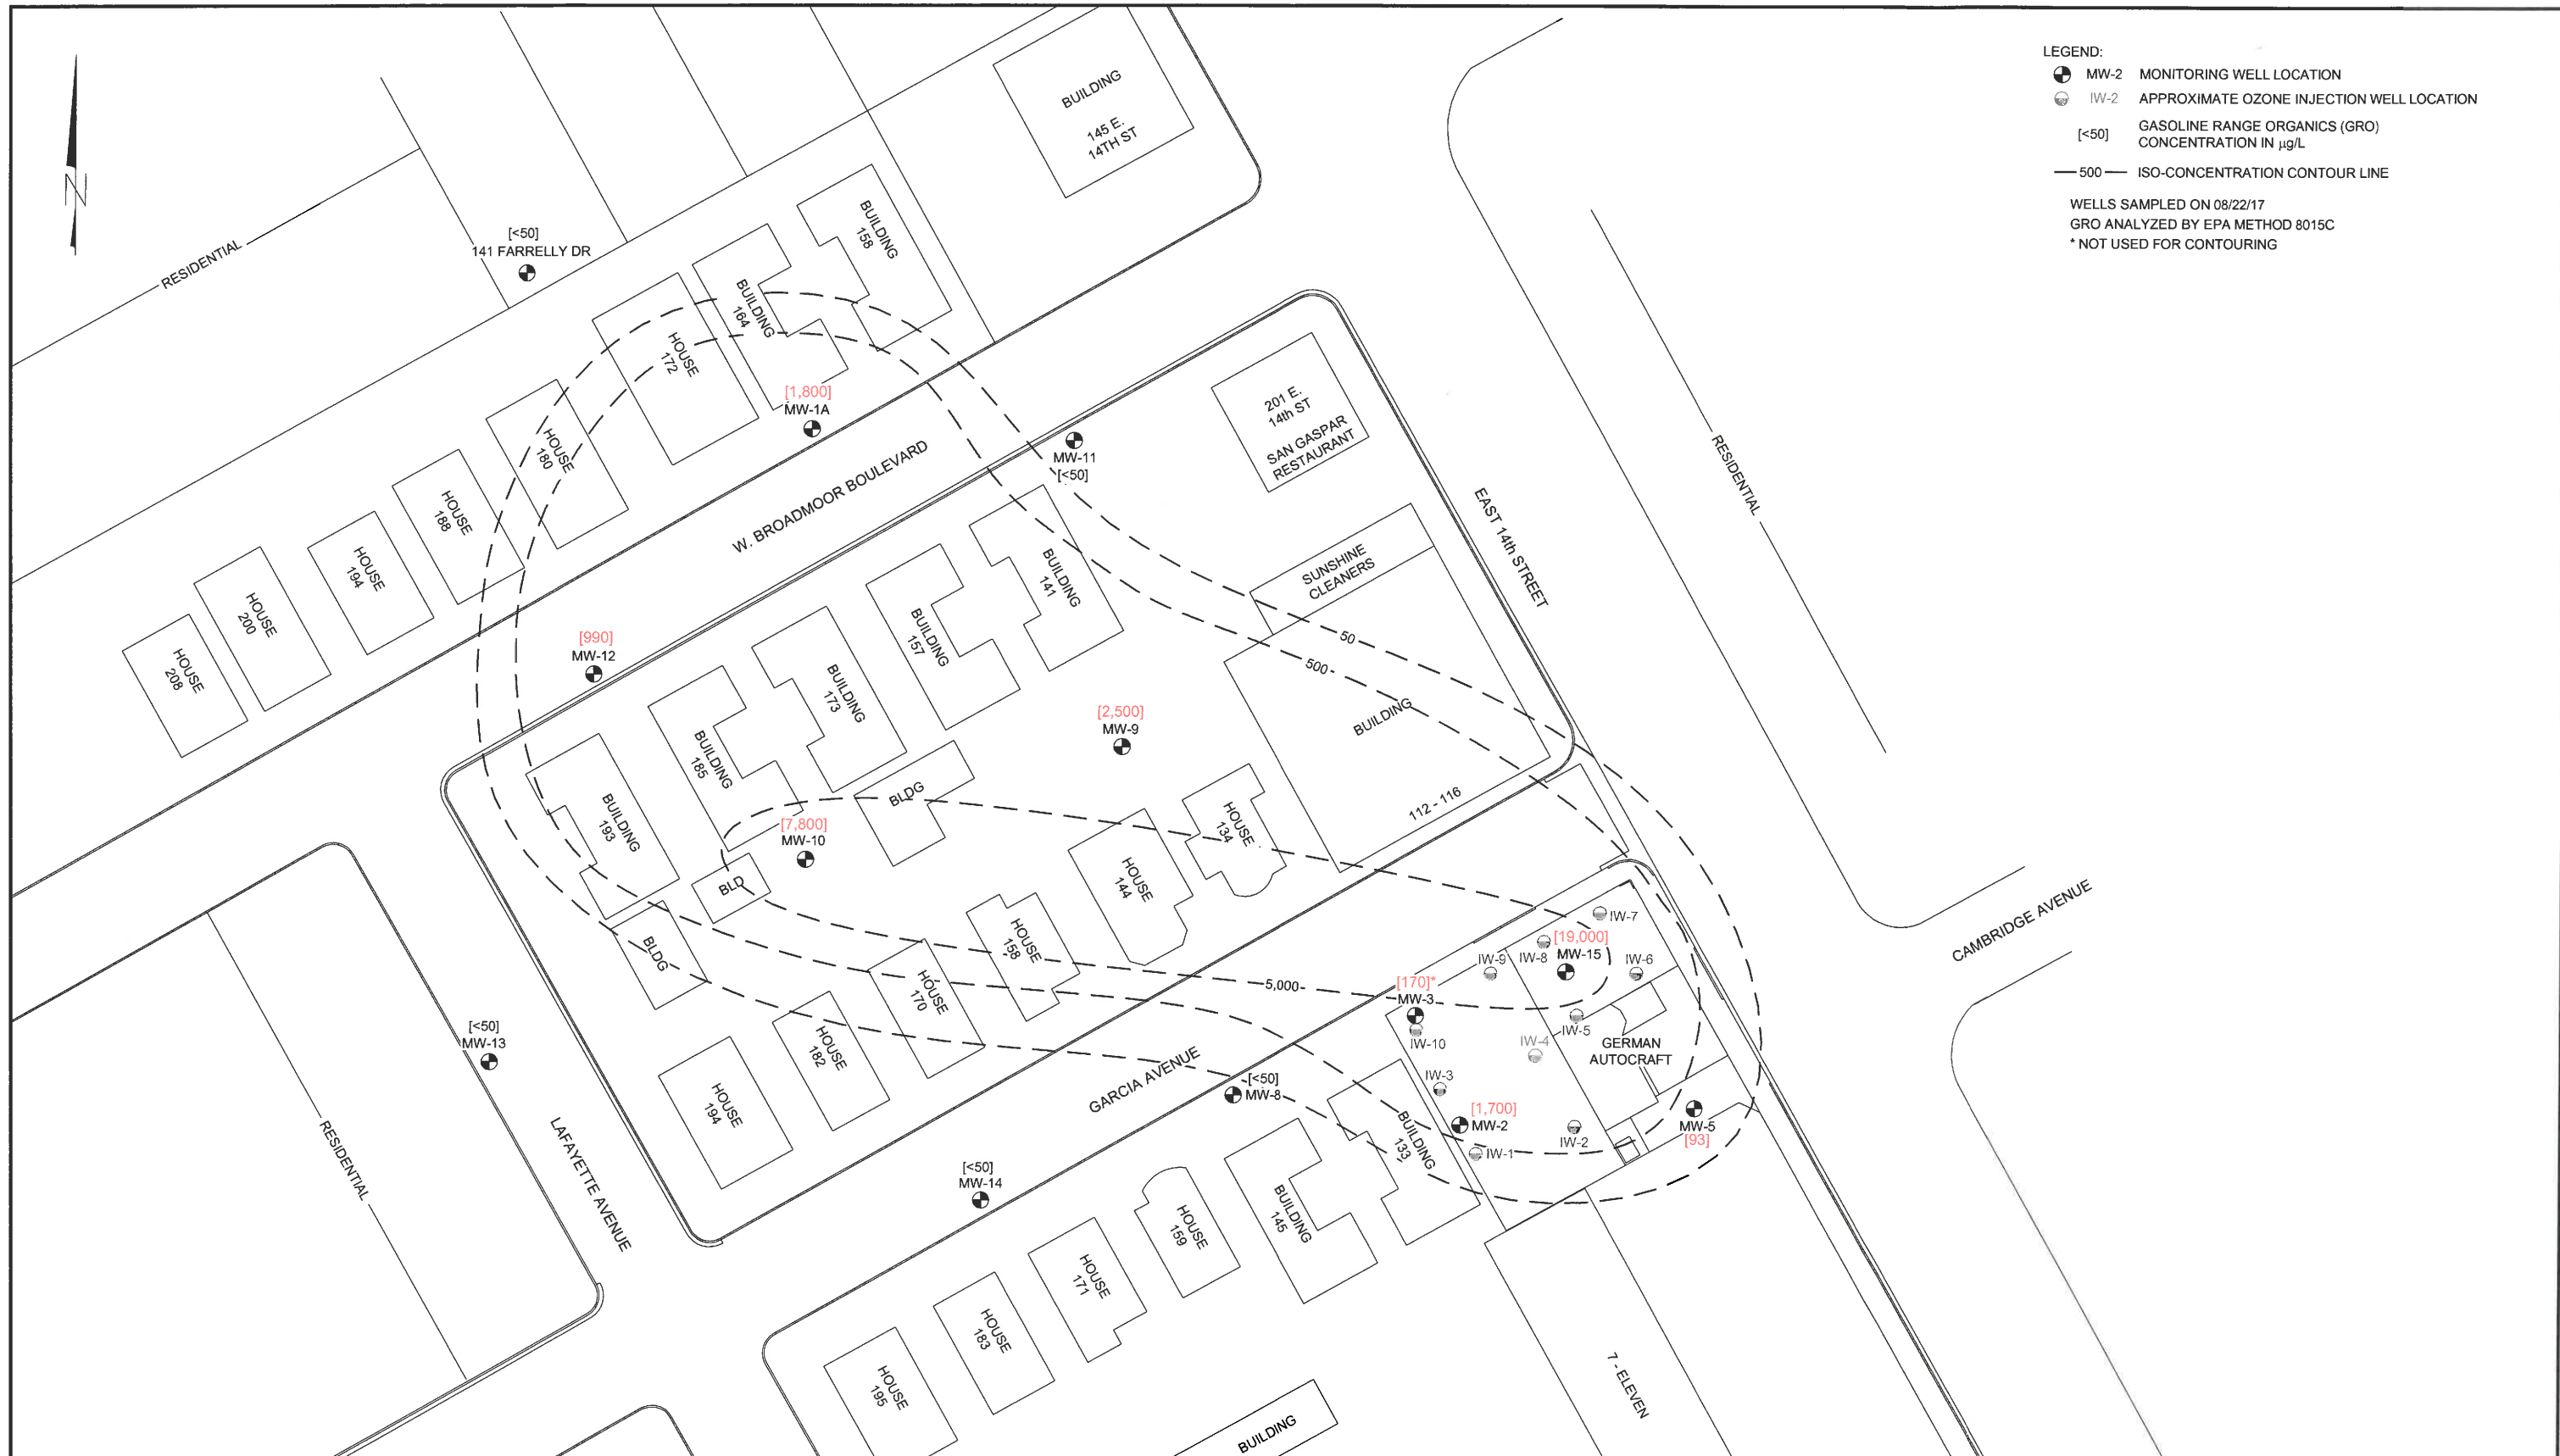 LEGEND:
MW-2 MONITORING WELL LOCATION
IW-2 APPROXIMATE OZONE INJECTION WELL LOCATION
[<50] GASOLINE RANGE ORGANICS (GRO)
CONCENTRATION IN µg/L
500 ISO-CONCENTRATION CONTOUR LINE
WELLS SAMPLED ON 08/22/17
GRO ANALYZED BY EPA METHOD 8015C
* NOT USED FOR CONTOURING
N
BUILDING
145 E.
14TH ST
RESIDENTIAL
[<50]
141 FARRELLY DR
BUILDING
158
BUILDING
164
HOUSE
172
HOUSE
180
HOUSE
188
HOUSE
194
HOUSE
200
HOUSE
208
[1,800]
MW-1A
W. BROADMOOR BOULEVARD
MW-11
[<50]
201 E.
14th ST
SAN GASPAR
RESTAURANT
EAST 14th STREET
RESIDENTIAL
SUNSHINE
CLEANERS
BUILDING
112 - 116
50
500
[990]
MW-12
BUILDING
141
BUILDING
157
BUILDING
173
BUILDING
185
BUILDING
193
[2,500]
MW-9
BLDG
[7,800]
MW-10
BLD
BLDG
HOUSE
134
HOUSE
144
HOUSE
158
HOUSE
170
HOUSE
182
HOUSE
194
5,000
CAMBRIDGE AVENUE
IW-7
[19,000]
MW-15
IW-8
IW-9
IW-6
[170]*
MW-3
IW-10
IW-5
IW-4
GERMAN
AUTOCRAFT
IW-3
[1,700]
MW-2
IW-1
IW-2
MW-5
[93]
[<50]
MW-13
RESIDENTIAL
LAFAYETTE AVENUE
GARCIA AVENUE
[<50]
MW-8
[<50]
MW-14
BUILDING
133
BUILDING
145
HOUSE
159
HOUSE
171
HOUSE
183
HOUSE
195
BUILDING
7 - ELEVEN